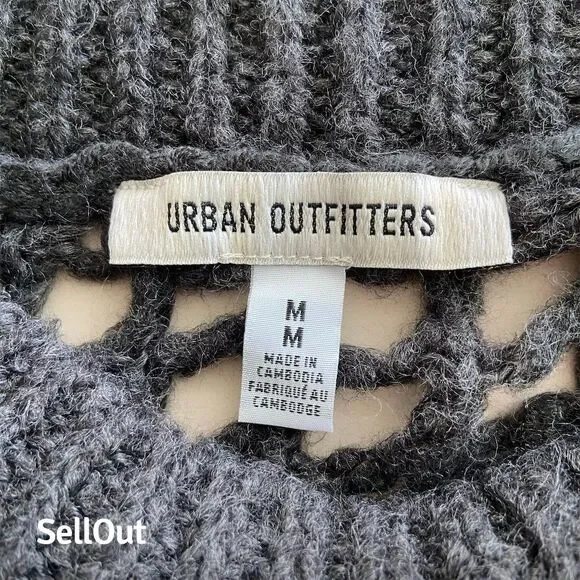 URBAN OUTFITTERS
M
M
MADE IN
CAMBODIA
FABRIQUÉ AU
CAMBODGE
SellOut